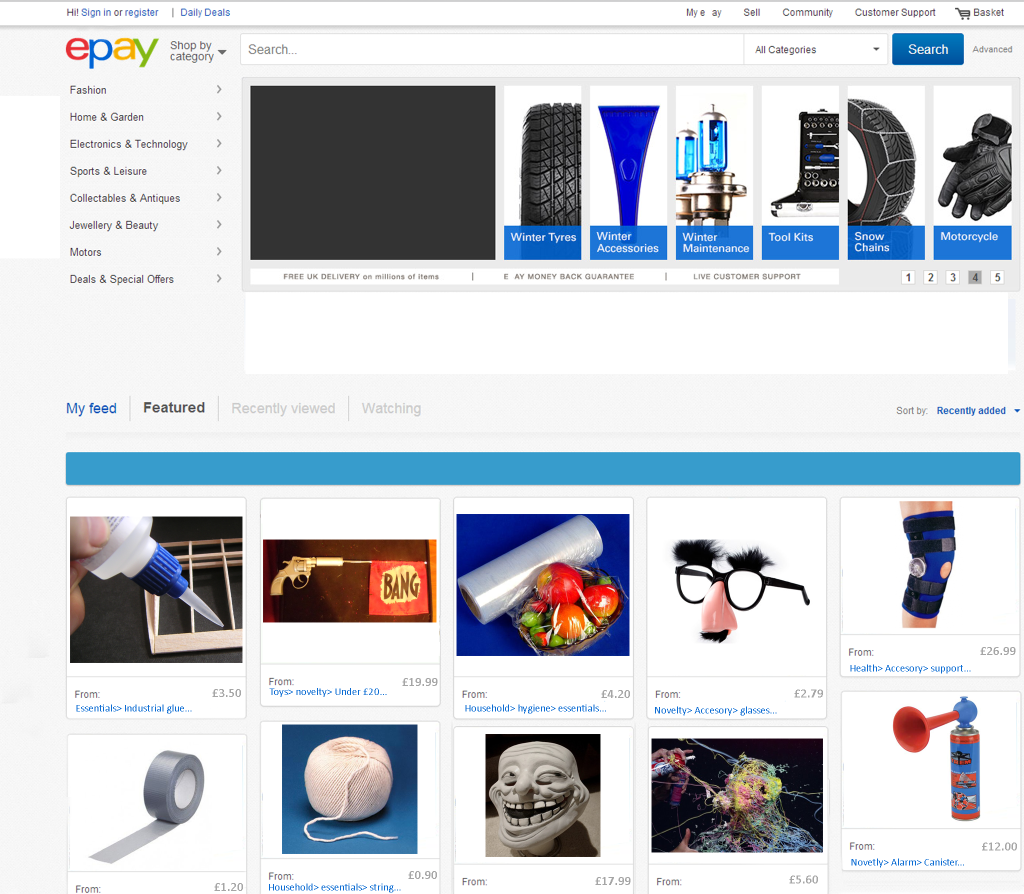 Hi! Sign in or register | Daily Deals
My e ay Sell Community Customer Support Basket
epay
Shop by
category
Search...
All Categories
Search
Advanced
Fashion
Home & Garden
Electronics & Technology
Sports & Leisure
Collectables & Antiques
Jewellery & Beauty
Motors
Deals & Special Offers
Winter Tyres
Winter
Accessories
Winter
Maintenance
Tool Kits
Snow
Chains
Motorcycle
FREE UK DELIVERY on millions of items | E AY MONEY BACK GUARANTEE | LIVE CUSTOMER SUPPORT
1 2 3 4 5
My feed
Featured
Recently viewed
Watching
Sort by: Recently added
BANG
From: £3.50
Essentials> Industrial glue...
From: £19.99
Toys> novelty> Under £20...
From: £4.20
Household> hygiene> essentials...
From: £2.79
Novelty> Accesory> glasses...
From: £26.99
Health> Accesory> support...
From: £1.20
From: £0.90
Household> essentials> string...
From: £17.99
From: £5.60
From: £12.00
Novetly> Alarm> Canister...